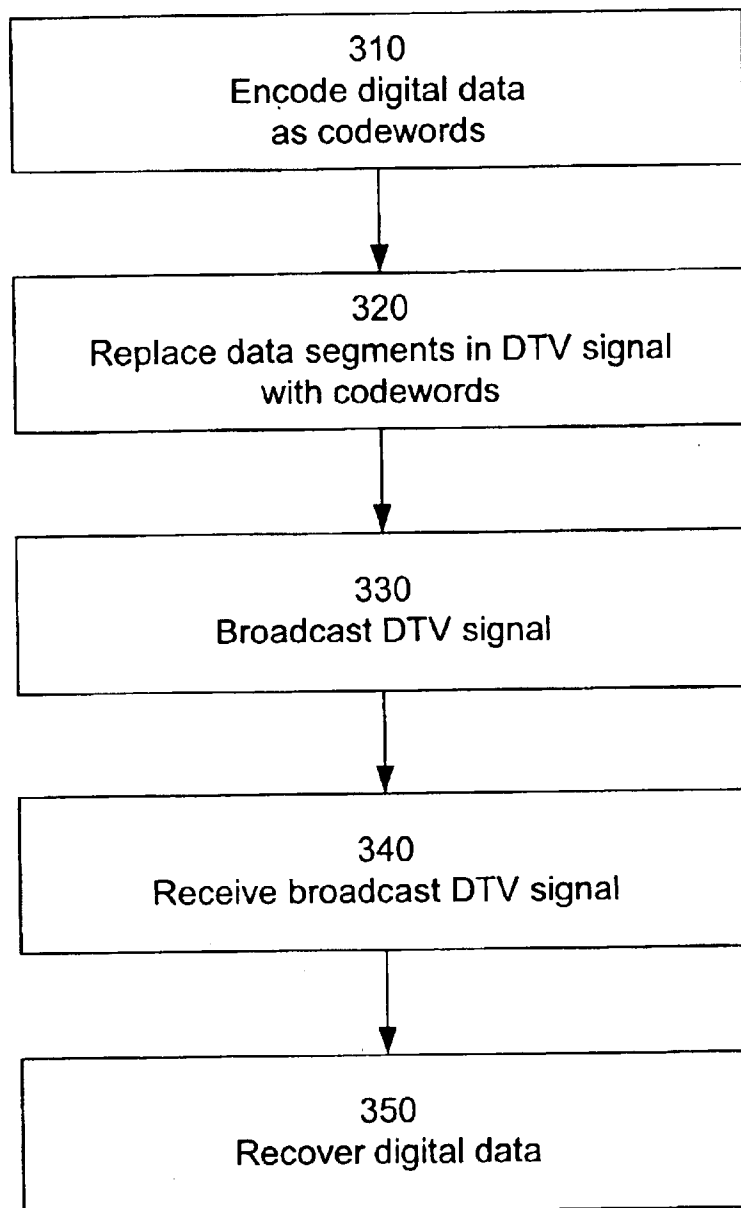 310
Encode digital data
as codewords
320
Replace data segments in DTV signal
with codewords
330
Broadcast DTV signal
340
Receive broadcast DTV signal
350
Recover digital data